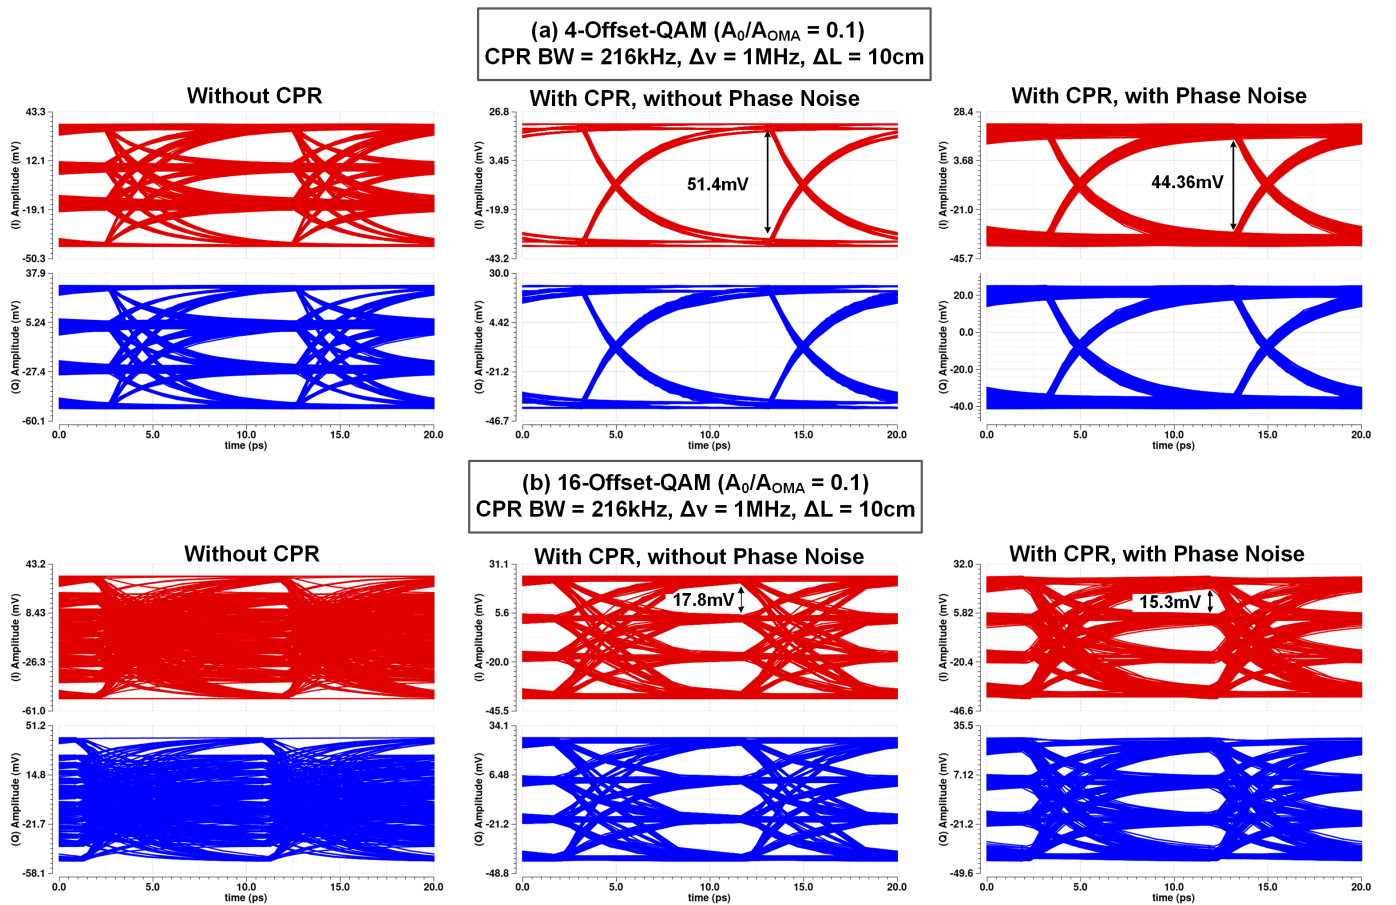 (a) 4-Offset-QAM (A₀/A_OMA = 0.1)
CPR BW = 216kHz, Δv = 1MHz, ΔL = 10cm
Without CPR
With CPR, without Phase Noise
With CPR, with Phase Noise
43.3
12.1
-19.1
-50.3
(I) Amplitude (mV)
26.8
3.45
-19.9
-43.2
(I) Amplitude (mV)
51.4mV
28.4
3.68
-21.0
-45.7
(I) Amplitude (mV)
44.36mV
37.9
5.24
-27.4
-60.1
(Q) Amplitude (mV)
0.0 5.0 10.0 15.0 20.0
time (ps)
30.0
4.42
-21.2
-46.7
(Q) Amplitude (mV)
0.0 5.0 10.0 15.0 20.0
time (ps)
20.0
0.0
-20.0
-40.0
(Q) Amplitude (mV)
0.0 5.0 10.0 15.0 20.0
time (ps)
(b) 16-Offset-QAM (A₀/A_OMA = 0.1)
CPR BW = 216kHz, Δv = 1MHz, ΔL = 10cm
Without CPR
With CPR, without Phase Noise
With CPR, with Phase Noise
43.2
8.43
-26.3
-61.0
(I) Amplitude (mV)
31.1
5.6
-20.0
-45.5
(I) Amplitude (mV)
17.8mV
32.0
5.82
-20.4
-46.6
(I) Amplitude (mV)
15.3mV
51.2
14.8
-21.7
-58.1
(Q) Amplitude (mV)
0.0 5.0 10.0 15.0 20.0
time (ps)
34.1
6.48
-21.2
-48.8
(Q) Amplitude (mV)
0.0 5.0 10.0 15.0 20.0
time (ps)
35.5
7.12
-21.2
-49.6
(Q) Amplitude (mV)
0.0 5.0 10.0 15.0 20.0
time (ps)